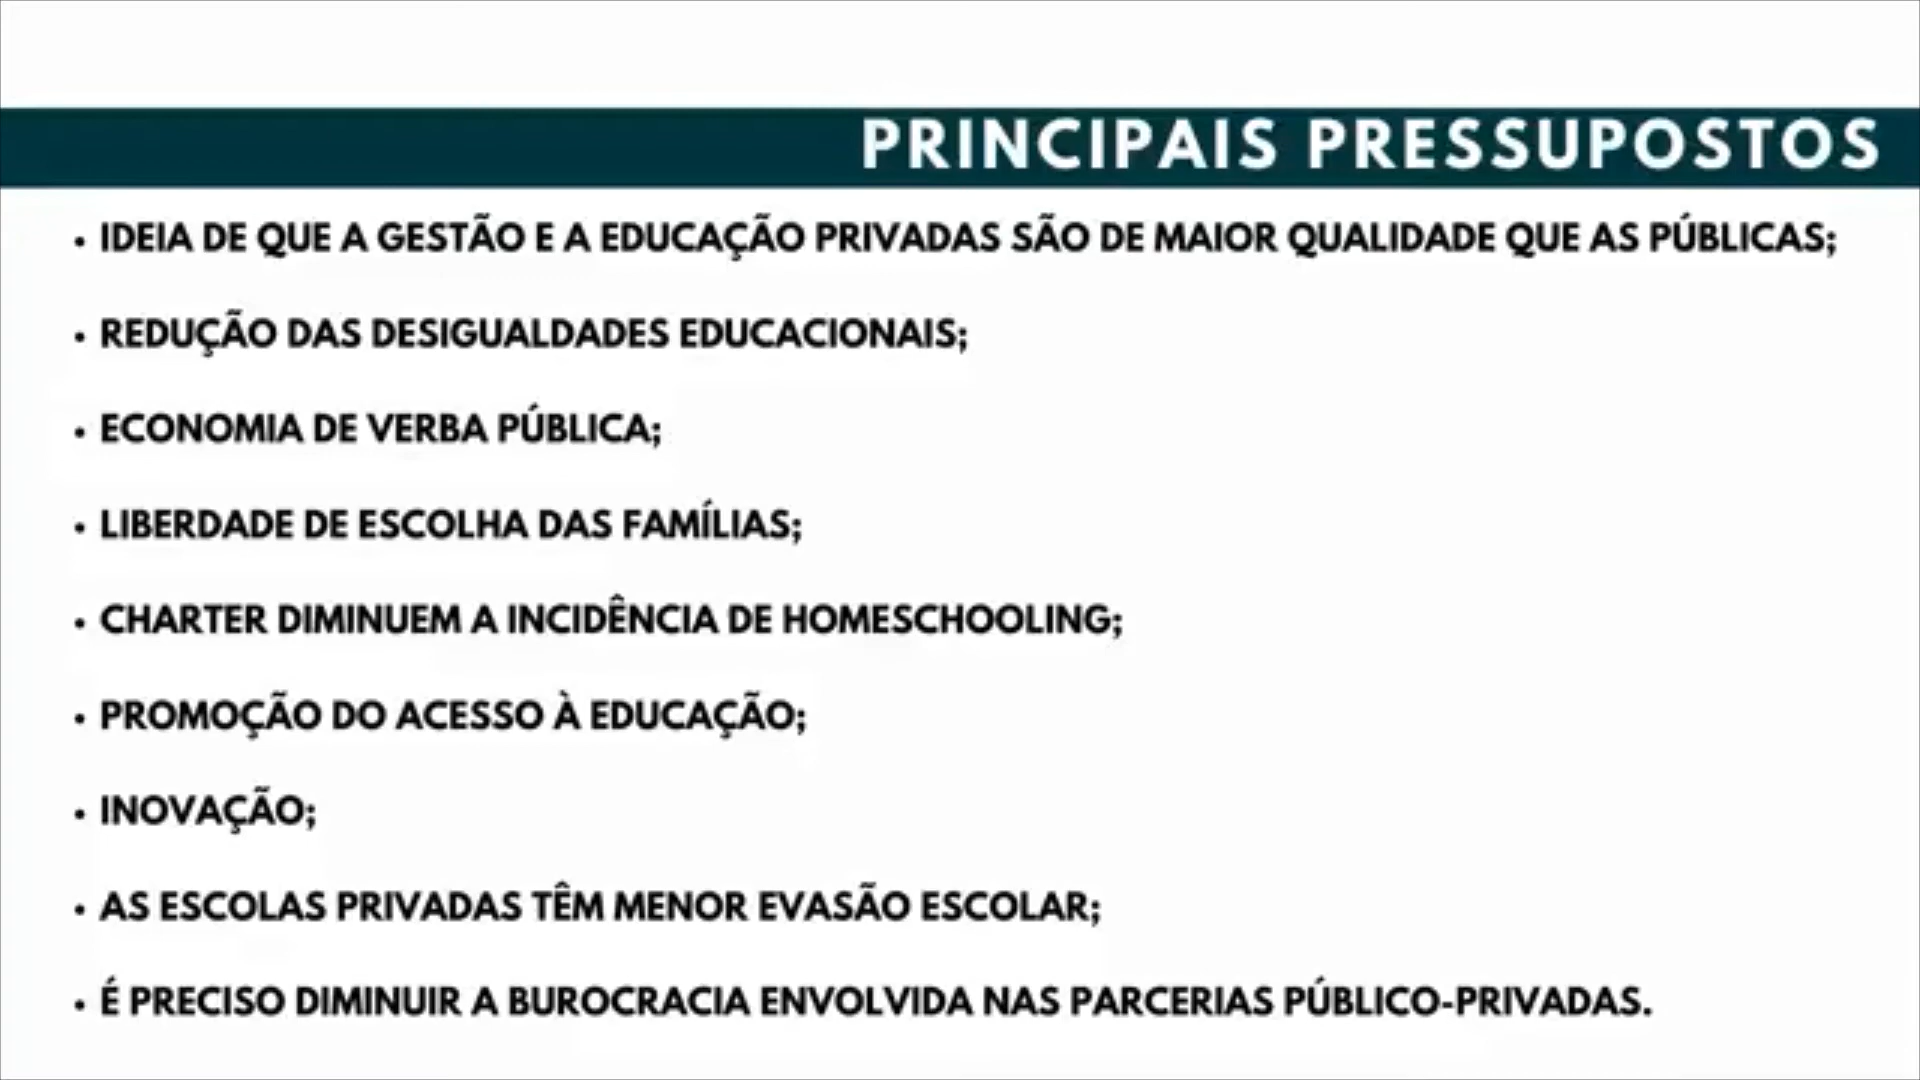 PRINCIPAIS PRESSUPOSTOS
• IDEIA DE QUE A GESTÃO E A EDUCAÇÃO PRIVADAS SÃO DE MAIOR QUALIDADE QUE AS PÚBLICAS;
• REDUÇÃO DAS DESIGUALDADES EDUCACIONAIS;
• ECONOMIA DE VERBA PÚBLICA;
• LIBERDADE DE ESCOLHA DAS FAMÍLIAS;
• CHARTER DIMINUEM A INCIDÊNCIA DE HOMESCHOOLING;
• PROMOÇÃO DO ACESSO À EDUCAÇÃO;
• INOVAÇÃO;
• AS ESCOLAS PRIVADAS TÊM MENOR EVASÃO ESCOLAR;
• É PRECISO DIMINUIR A BUROCRACIA ENVOLVIDA NAS PARCERIAS PÚBLICO-PRIVADAS.